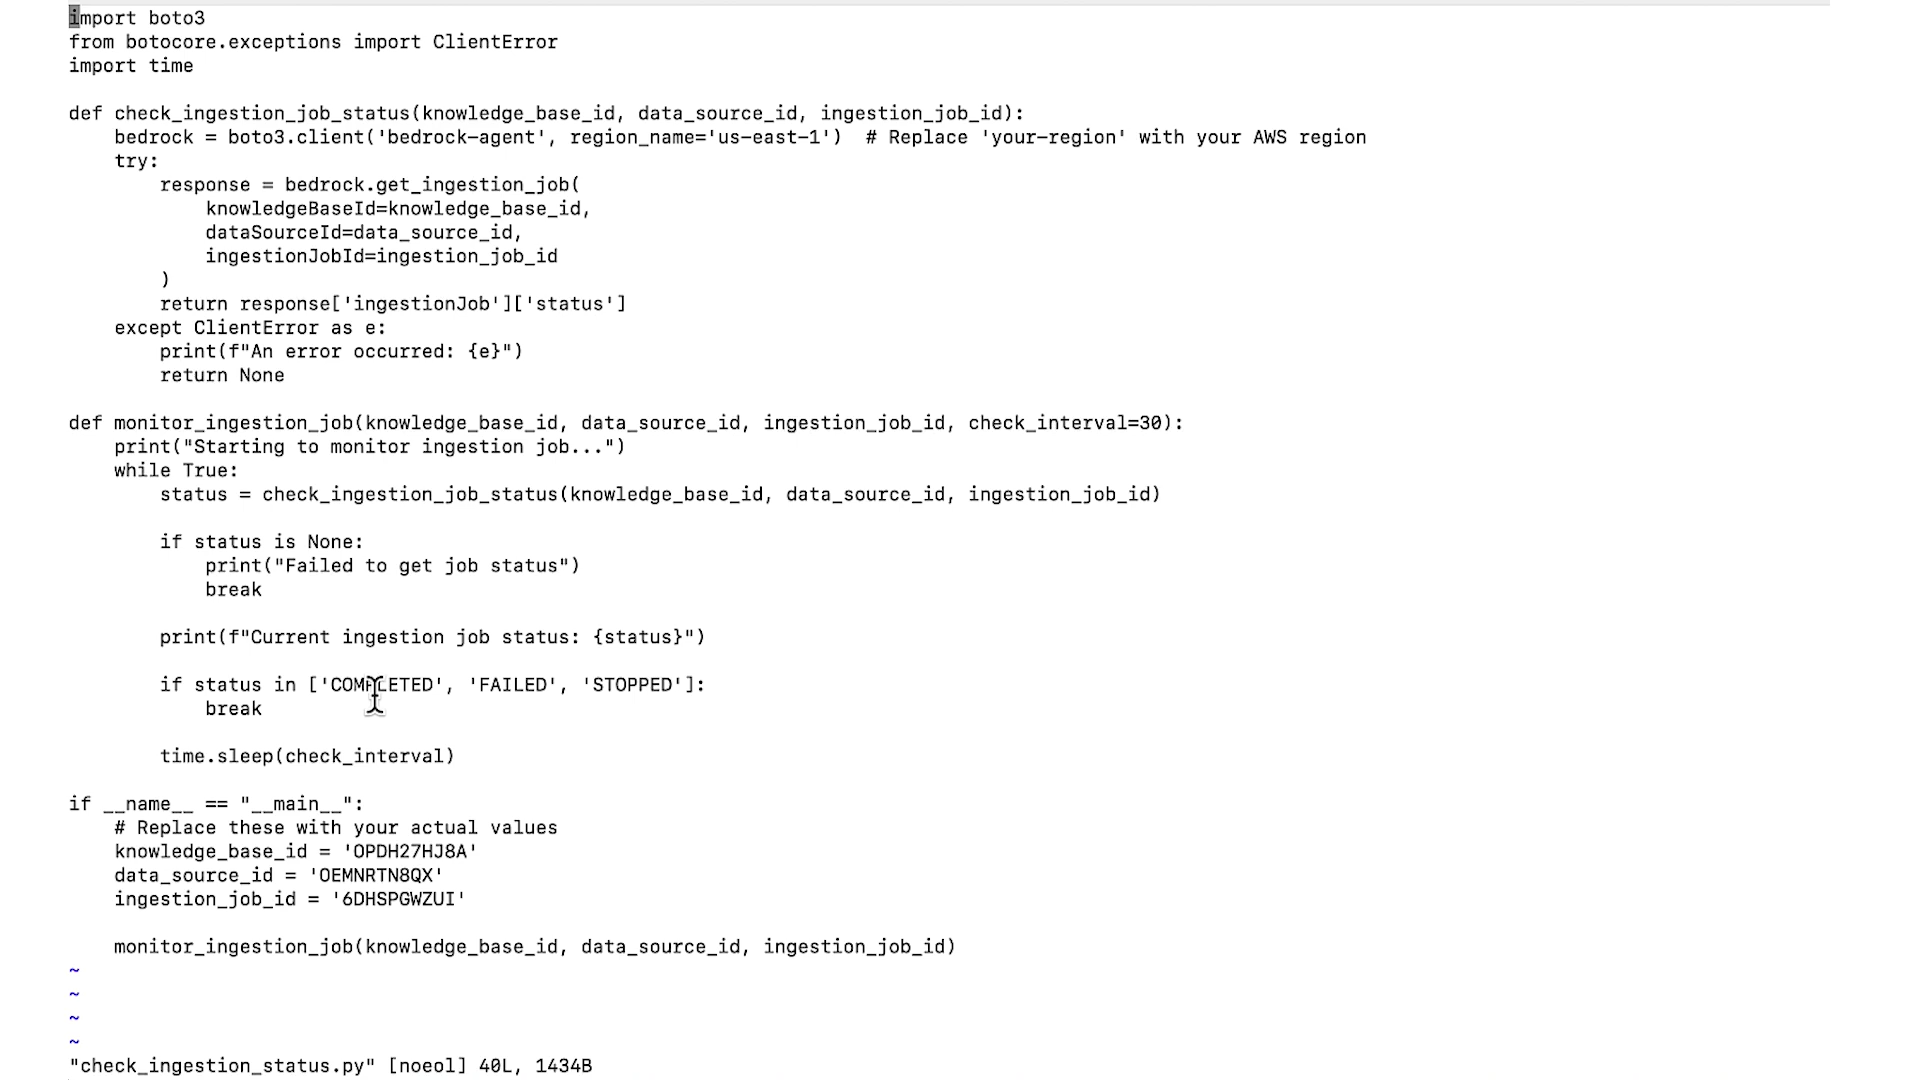 import boto3
from botocore.exceptions import ClientError
import time
def check_ingestion_job_status(knowledge_base_id, data_source_id, ingestion_job_id):
    bedrock = boto3.client('bedrock-agent', region_name='us-east-1')  # Replace 'your-region' with your AWS region
    try:
        response = bedrock.get_ingestion_job(
            knowledgeBaseId=knowledge_base_id,
            dataSourceId=data_source_id,
            ingestionJobId=ingestion_job_id
        )
        return response['ingestionJob']['status']
    except ClientError as e:
        print(f"An error occurred: {e}")
        return None
def monitor_ingestion_job(knowledge_base_id, data_source_id, ingestion_job_id, check_interval=30):
    print("Starting to monitor ingestion job...")
    while True:
        status = check_ingestion_job_status(knowledge_base_id, data_source_id, ingestion_job_id)
        if status is None:
            print("Failed to get job status")
            break
        print(f"Current ingestion job status: {status}")
        if status in ['COMPLETED', 'FAILED', 'STOPPED']:
            break
        time.sleep(check_interval)
if __name__ == "__main__":
    # Replace these with your actual values
    knowledge_base_id = 'OPDH27HJ8A'
    data_source_id = 'OEMNRTN8QX'
    ingestion_job_id = '6DHSPGWZUI'
    monitor_ingestion_job(knowledge_base_id, data_source_id, ingestion_job_id)
~
~
~
~
"check_ingestion_status.py" [noeol] 40L, 1434B